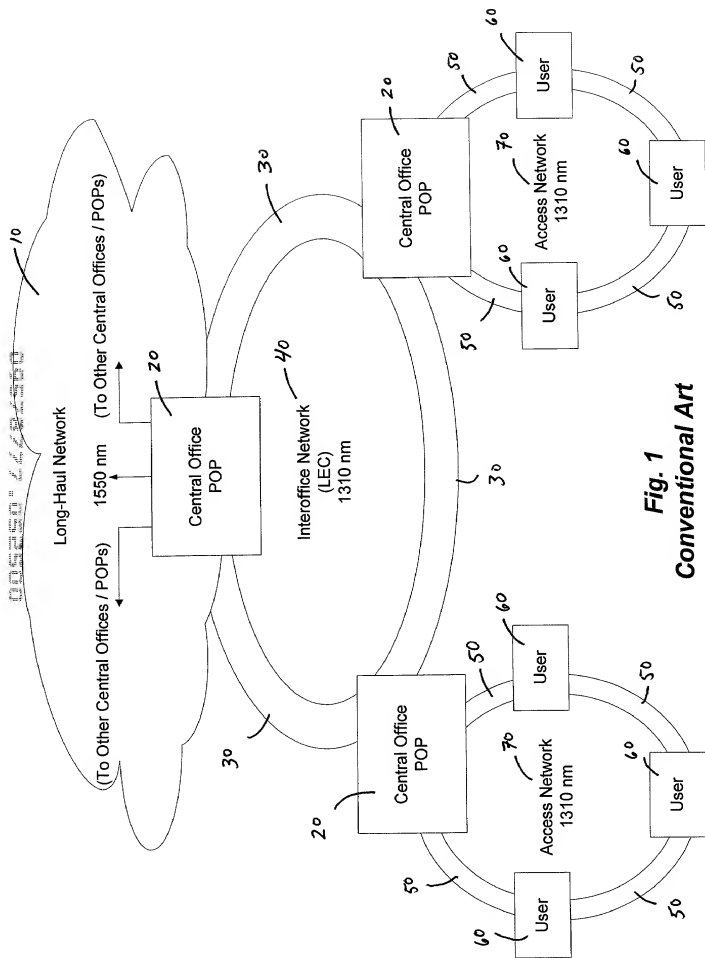 10
Long-Haul Network
1550 nm
(To Other Central Offices / POPs)
(To Other Central Offices / POPs)
20
Central Office
POP
30
30
40
Interoffice Network
(LEC)
1310 nm
20
Central Office
POP
20
Central Office
POP
30
50
50
60
User
60
User
70
Access Network
1310 nm
50
50
60
User
50
50
60
User
60
User
70
Access Network
1310 nm
50
50
60
User
Fig. 1
Conventional Art